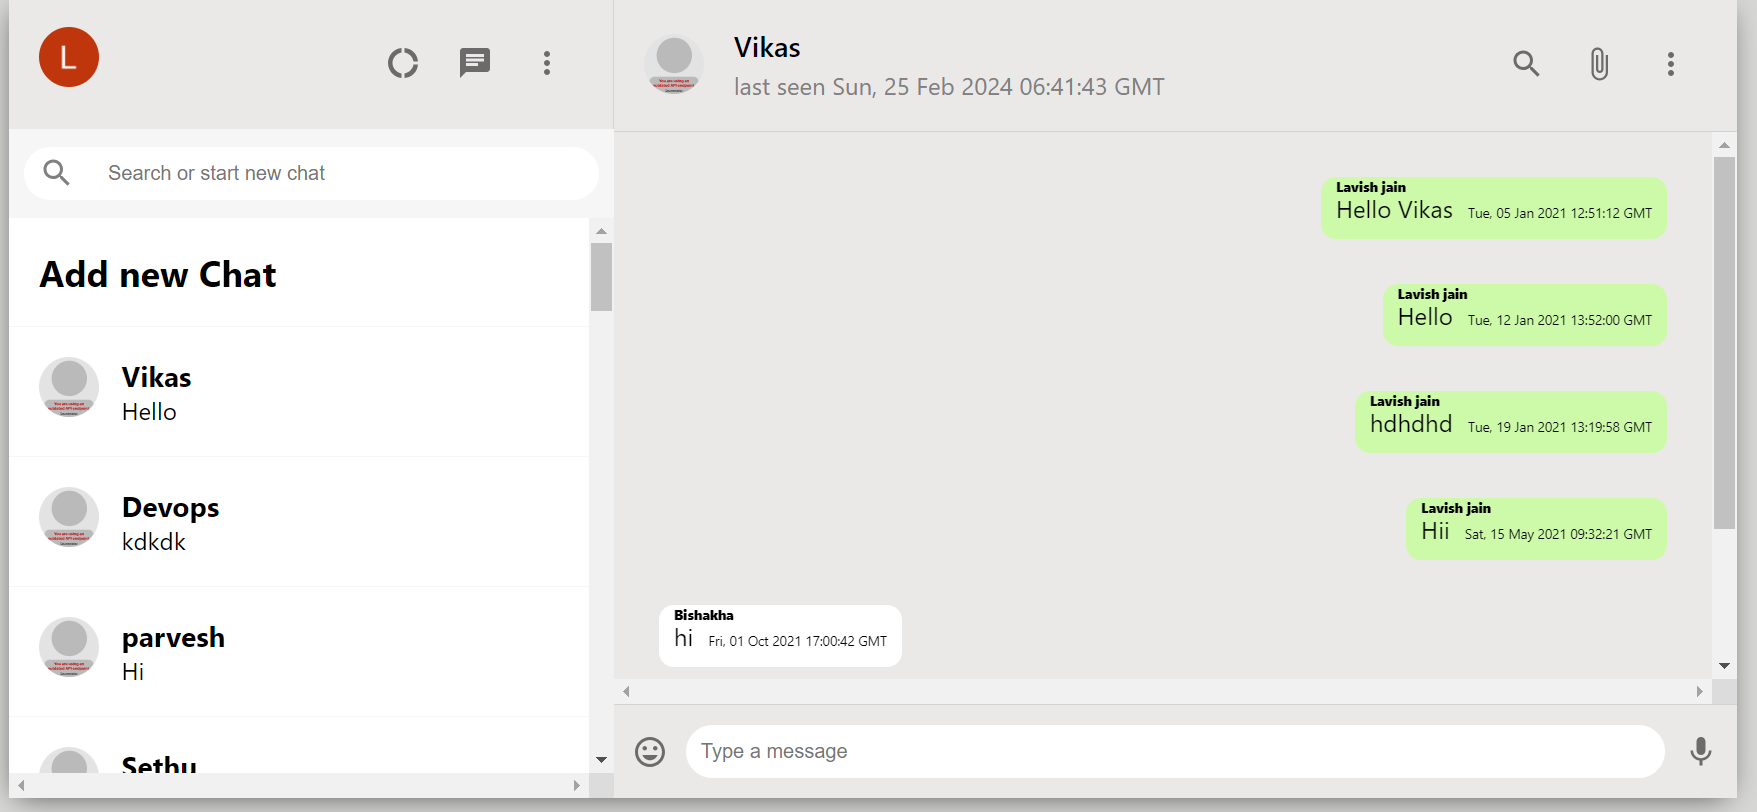 L
Search or start new chat
Add new Chat
Vikas
Hello
Devops
kdkdk
parvesh
Hi
Sethu
Vikas
last seen Sun, 25 Feb 2024 06:41:43 GMT
Lavish jain
Hello Vikas Tue, 05 Jan 2021 12:51:12 GMT
Lavish jain
Hello Tue, 12 Jan 2021 13:52:00 GMT
Lavish jain
hdhdhd Tue, 19 Jan 2021 13:19:58 GMT
Lavish jain
Hii Sat, 15 May 2021 09:32:21 GMT
Bishakha
hi Fri, 01 Oct 2021 17:00:42 GMT
Type a message